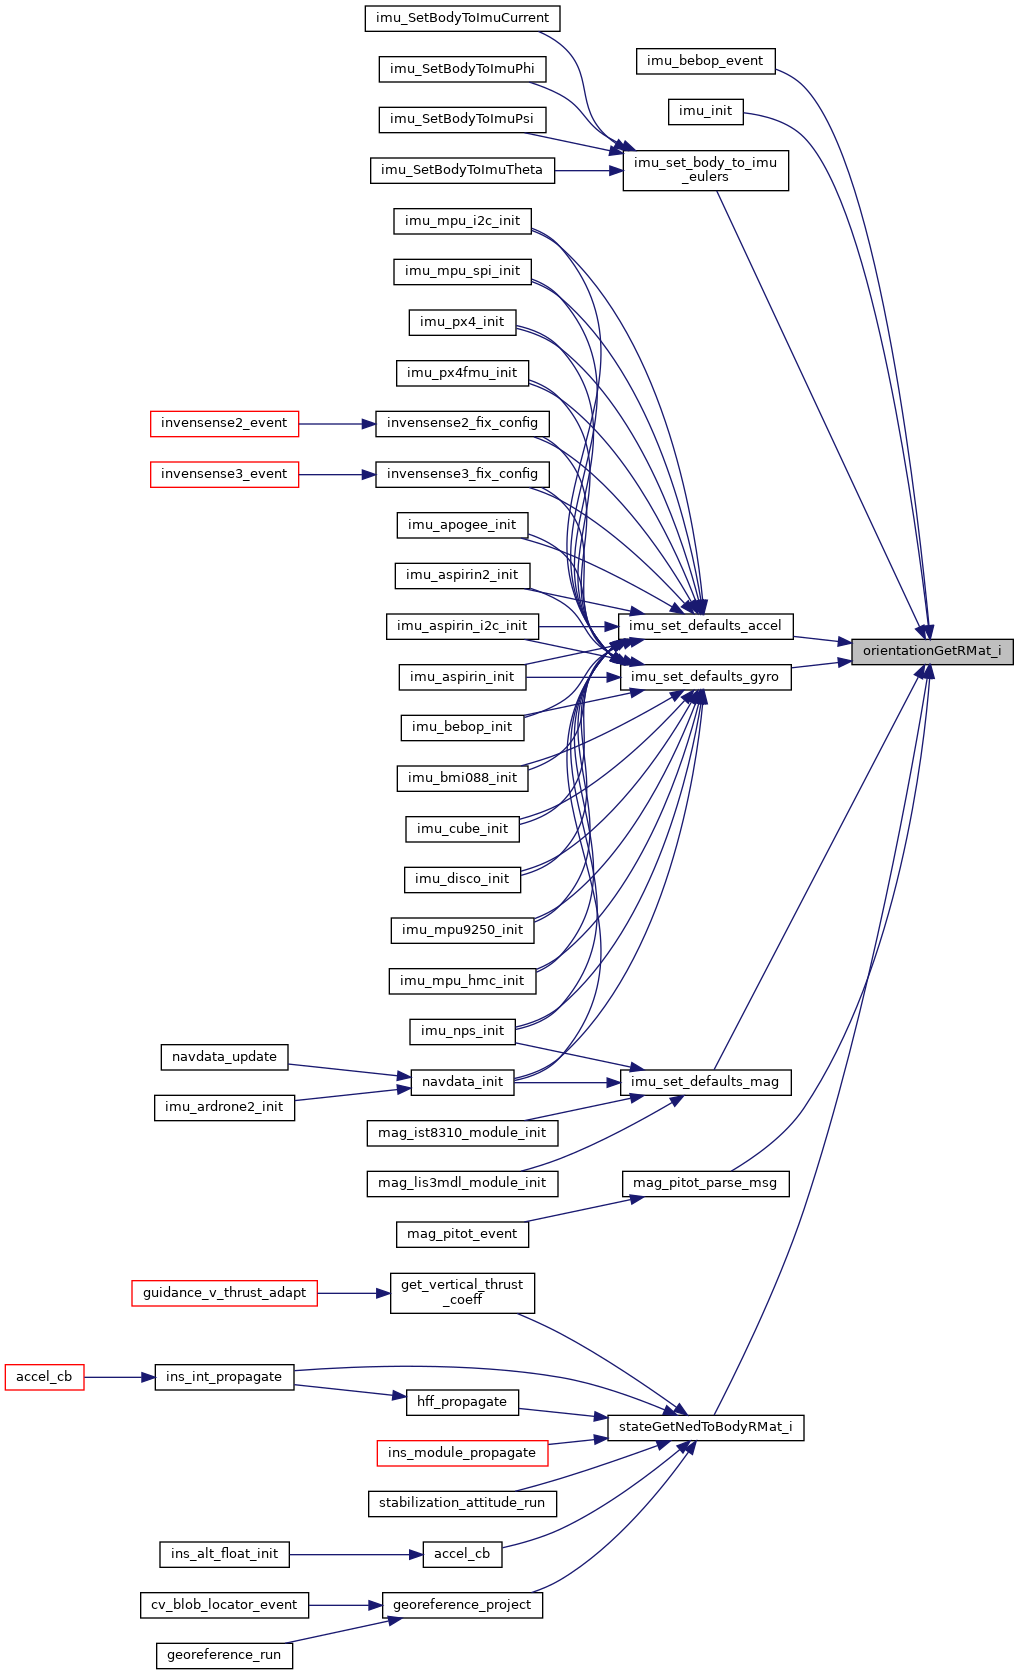 imu_SetBodyToImuCurrent
imu_bebop_event
imu_SetBodyToImuPhi
imu_init
imu_SetBodyToImuPsi
imu_set_body_to_imu
_eulers
imu_SetBodyToImuTheta
imu_mpu_i2c_init
imu_mpu_spi_init
imu_px4_init
imu_px4fmu_init
invensense2_event
invensense2_fix_config
invensense3_event
invensense3_fix_config
imu_apogee_init
imu_aspirin2_init
imu_aspirin_i2c_init
imu_set_defaults_accel
orientationGetRMat_i
imu_aspirin_init
imu_set_defaults_gyro
imu_bebop_init
imu_bmi088_init
imu_cube_init
imu_disco_init
imu_mpu9250_init
imu_mpu_hmc_init
imu_nps_init
navdata_update
navdata_init
imu_set_defaults_mag
imu_ardrone2_init
mag_ist8310_module_init
mag_lis3mdl_module_init
mag_pitot_parse_msg
mag_pitot_event
guidance_v_thrust_adapt
get_vertical_thrust
_coeff
accel_cb
ins_int_propagate
hff_propagate
stateGetNedToBodyRMat_i
ins_module_propagate
stabilization_attitude_run
ins_alt_float_init
accel_cb
cv_blob_locator_event
georeference_project
georeference_run